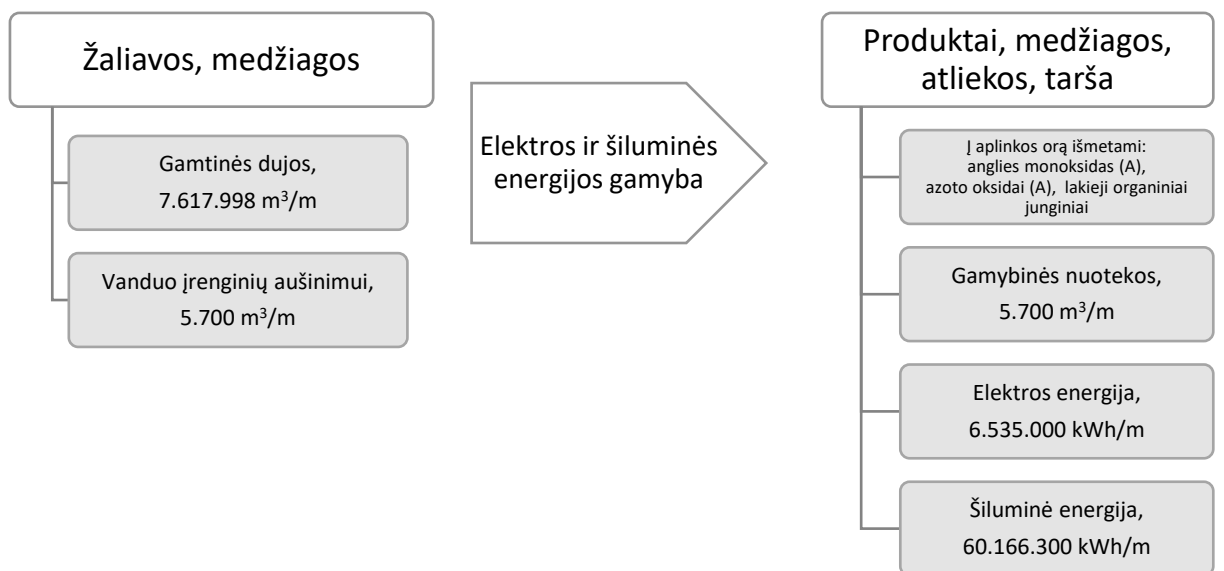 Žaliavos, medžiagos
Gamtinės dujos,
7.617.998 m³/m
Vanduo įrenginių aušinimui,
5.700 m³/m
Elektros ir šiluminės
energijos gamyba
Produktai, medžiagos,
atliekos, tarša
Į aplinkos orą išmetami:
anglies monoksidas (A),
azoto oksidai (A), lakieji organiniai
junginiai
Gamybinės nuotekos,
5.700 m³/m
Elektros energija,
6.535.000 kWh/m
Šiluminė energija,
60.166.300 kWh/m